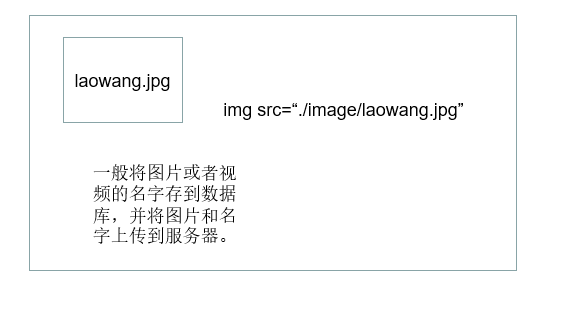 laowang.jpg
img src=“./image/laowang.jpg”
一般将图片或者视
频的名字存到数据
库，并将图片和名
字上传到服务器。